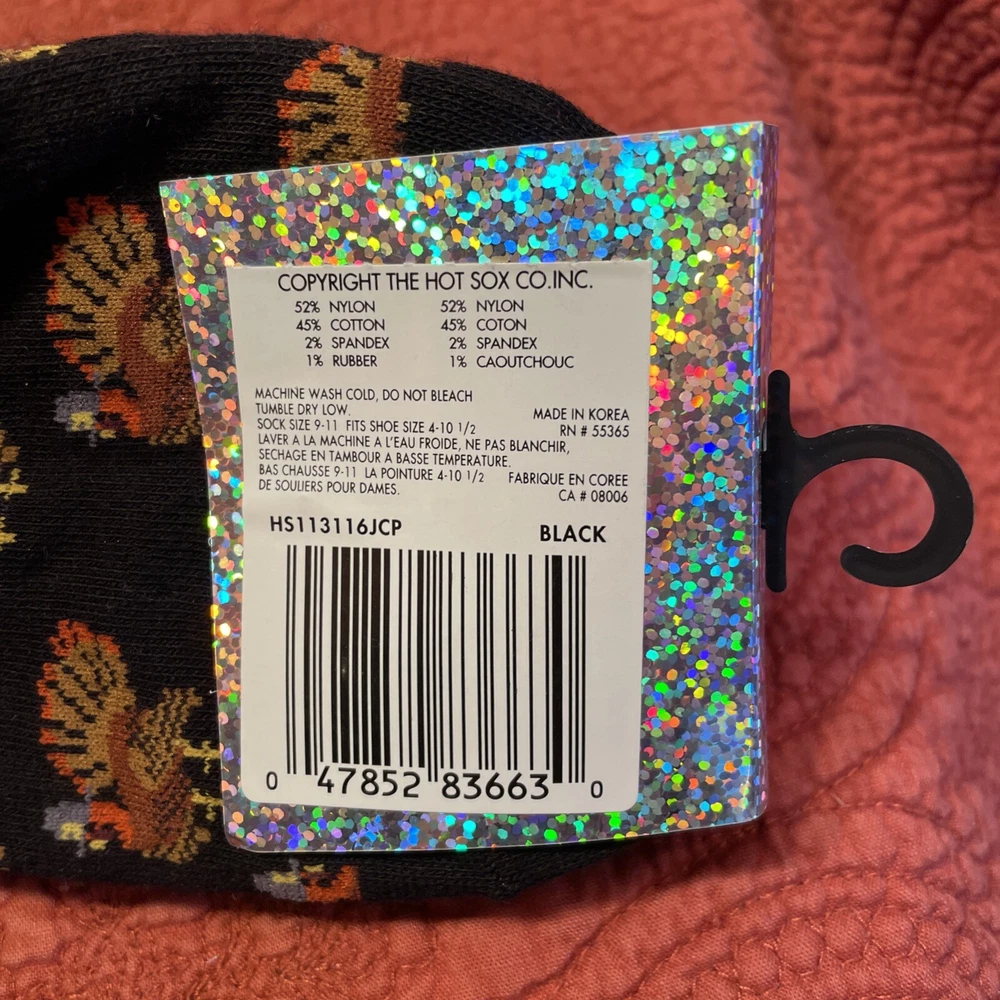 COPYRIGHT THE HOT SOX CO.INC.
52% NYLON 52% NYLON
45% COTTON 45% COTON
2% SPANDEX 2% SPANDEX
1% RUBBER 1% CAOUTCHOUC
MACHINE WASH COLD, DO NOT BLEACH
TUMBLE DRY LOW. MADE IN KOREA
SOCK SIZE 9-11 FITS SHOE SIZE 4-10 1/2 RN # 55365
LAVER A LA MACHINE A L'EAU FROIDE, NE PAS BLANCHIR,
SECHAGE EN TAMBOUR A BASSE TEMPERATURE.
BAS CHAUSSE 9-11 LA POINTURE 4-10 1/2 FABRIQUE EN COREE
DE SOULIERS POUR DAMES. CA # 08006
HS113116JCP BLACK
0 47852 83663 0